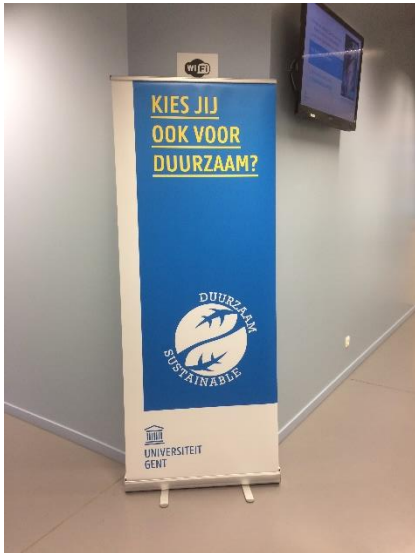 WiFi
KIES JIJ
OOK VOOR
DUURZAAM?
DUURZAAM
SUSTAINABLE
UNIVERSITEIT
GENT